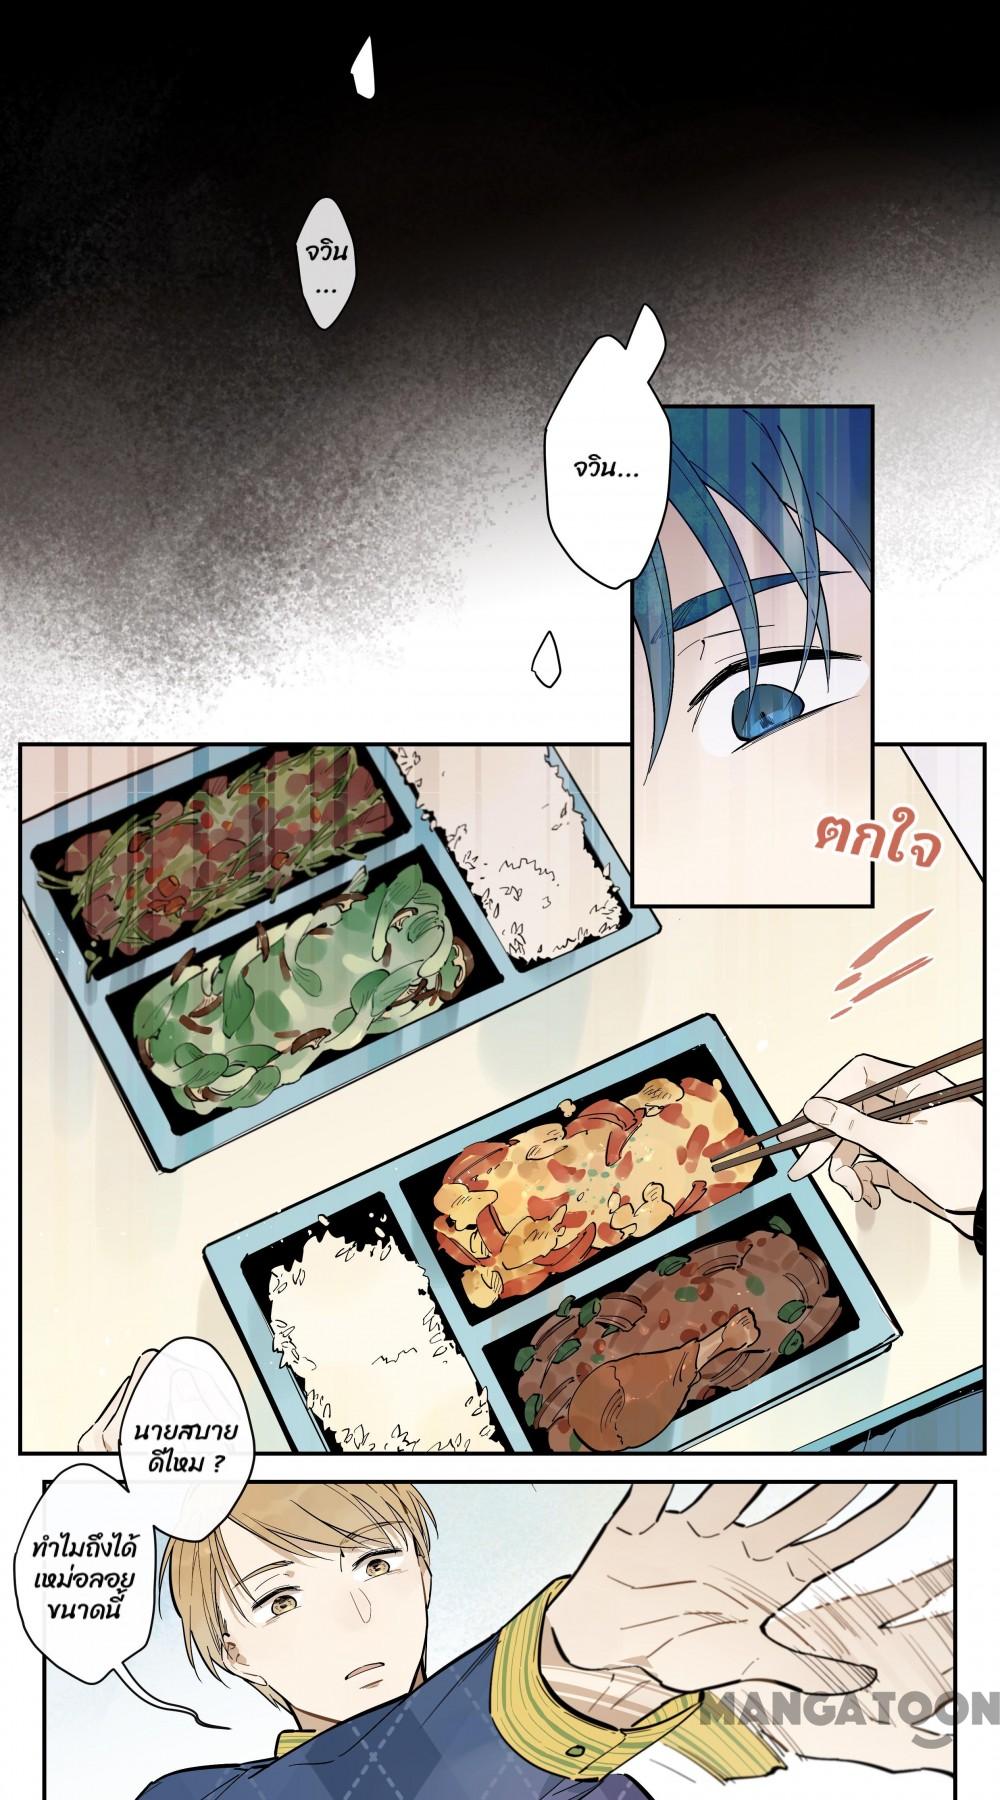 จวิน
...
จวิน...
ตกใจ
นายสบาย
ดีไหม ?
ทำไมถึงได้
เหม่อลอย
ขนาดนี้
MANGATOON